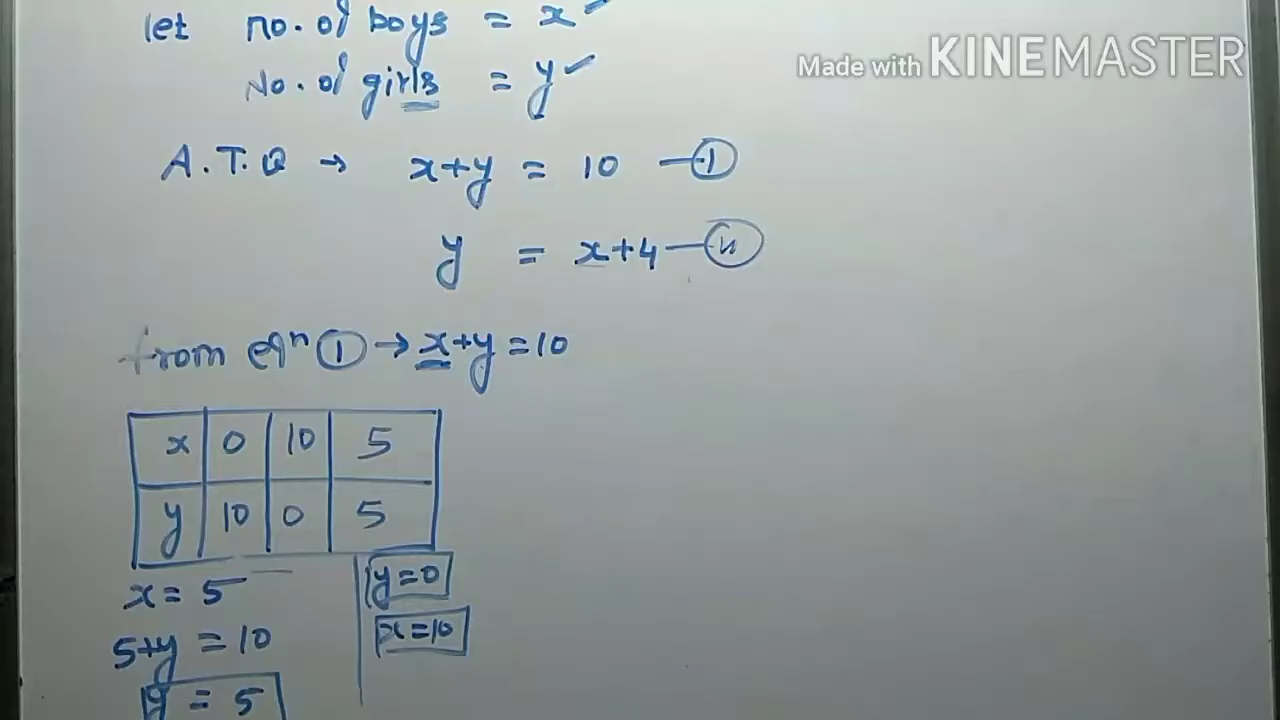 let no. of boys = x
Made with KINEMASTER
No. of girls = y
A.T.Q → x+y = 10 —①
y = x+4 —ⓘⓘ
from eqⁿ ① → x+y = 10
x 0 10 5
y 10 0 5
x = 5
y = 0
5+y = 10
x = 10
y = 5